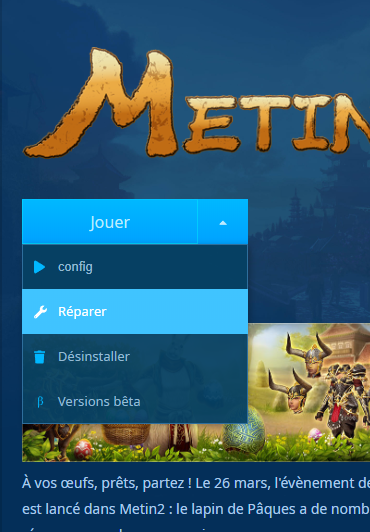 METIN
Jouer
config
Réparer
Désinstaller
β Versions bêta
À vos œufs, prêts, partez ! Le 26 mars, l'évènement de
est lancé dans Metin2 : le lapin de Pâques a de nomb